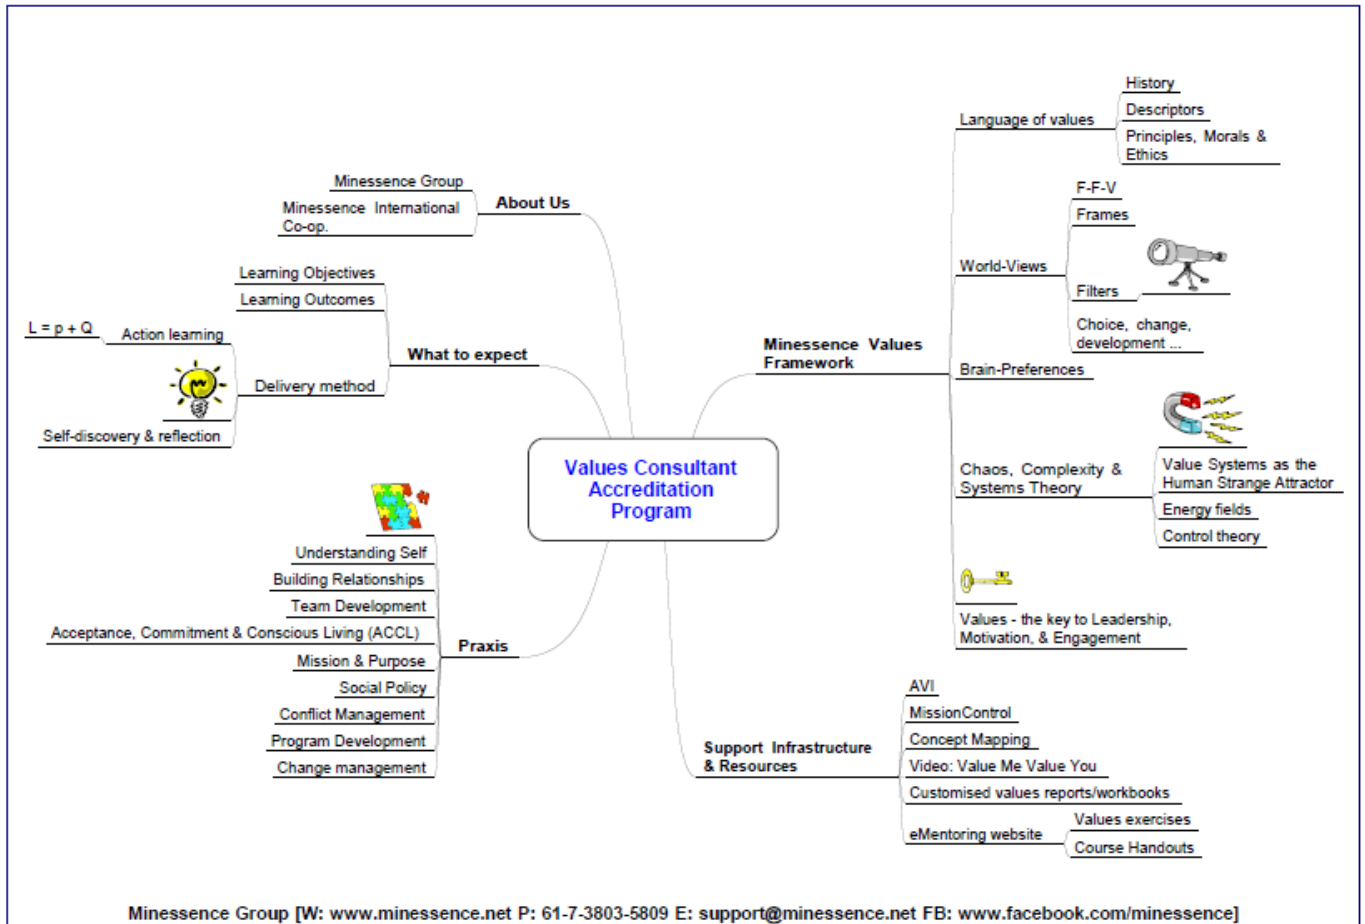 Values Consultant
Accreditation
Program
About Us
Minessence Group
Minessence International
Co-op.
What to expect
Learning Objectives
Learning Outcomes
Delivery method
Action learning
L = p + Q
Self-discovery & reflection
Praxis
Understanding Self
Building Relationships
Team Development
Acceptance, Commitment & Conscious Living (ACCL)
Mission & Purpose
Social Policy
Conflict Management
Program Development
Change management
Minessence Values
Framework
Language of values
History
Descriptors
Principles, Morals &
Ethics
World-Views
F-F-V
Frames
Filters
Choice, change,
development ...
Brain-Preferences
Chaos, Complexity &
Systems Theory
Value Systems as the
Human Strange Attractor
Energy fields
Control theory
Values - the key to Leadership,
Motivation, & Engagement
Support Infrastructure
& Resources
AVI
MissionControl
Concept Mapping
Video: Value Me Value You
Customised values reports/workbooks
eMentoring website
Values exercises
Course Handouts
Minessence Group [W: www.minessence.net P: 61-7-3803-5809 E: support@minessence.net FB: www.facebook.com/minessence]